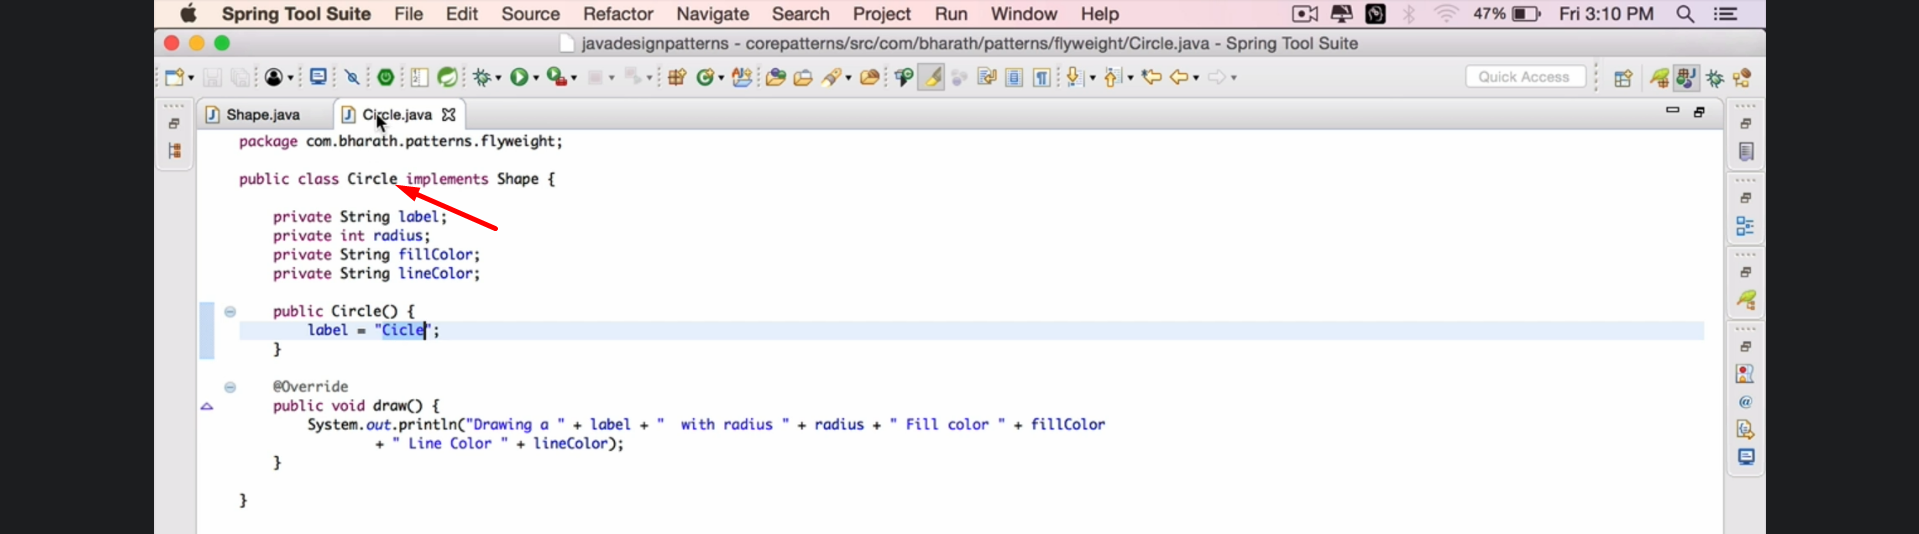 Spring Tool Suite File Edit Source Refactor Navigate Search Project Run Window Help 47% Fri 3:10 PM
javadesignpatterns - corepatterns/src/com/bharath/patterns/flyweight/Circle.java - Spring Tool Suite
Quick Access
Shape.java Circle.java
package com.bharath.patterns.flyweight;
public class Circle implements Shape {
private String label;
private int radius;
private String fillColor;
private String lineColor;
public Circle() {
label = "Cicle";
}
@Override
public void draw() {
System.out.println("Drawing a " + label + "  with radius " + radius + " Fill color " + fillColor
+ " Line Color " + lineColor);
}
}